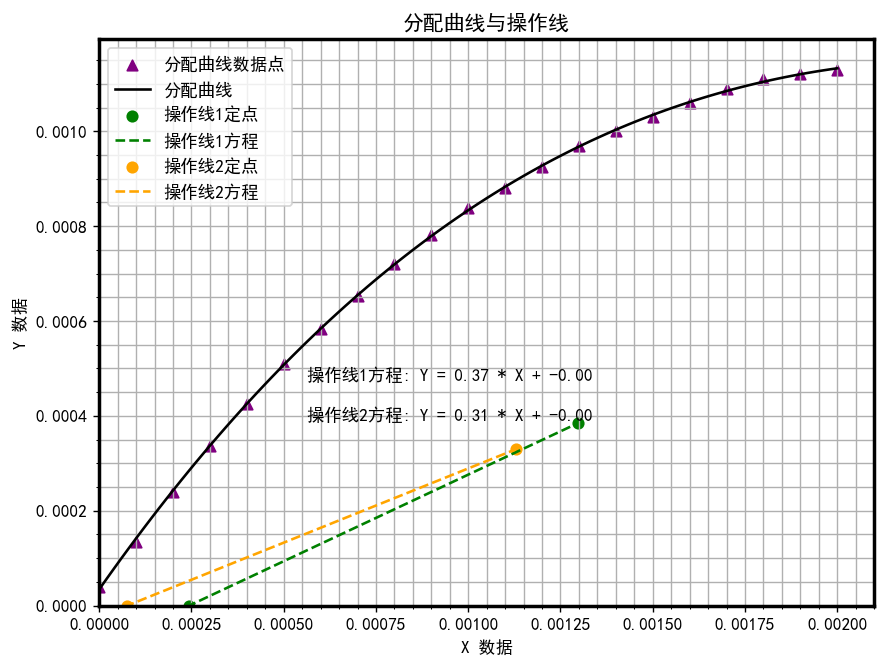 分配曲线与操作线
分配曲线数据点
分配曲线
操作线1定点
操作线1方程
操作线2定点
操作线2方程
0.0010
0.0008
0.0006
0.0004
0.0002
0.0000
Y 数据
操作线1方程: Y = 0.37 * X + -0.00
操作线2方程: Y = 0.31 * X + -0.00
0.00000 0.00025 0.00050 0.00075 0.00100 0.00125 0.00150 0.00175 0.00200
X 数据